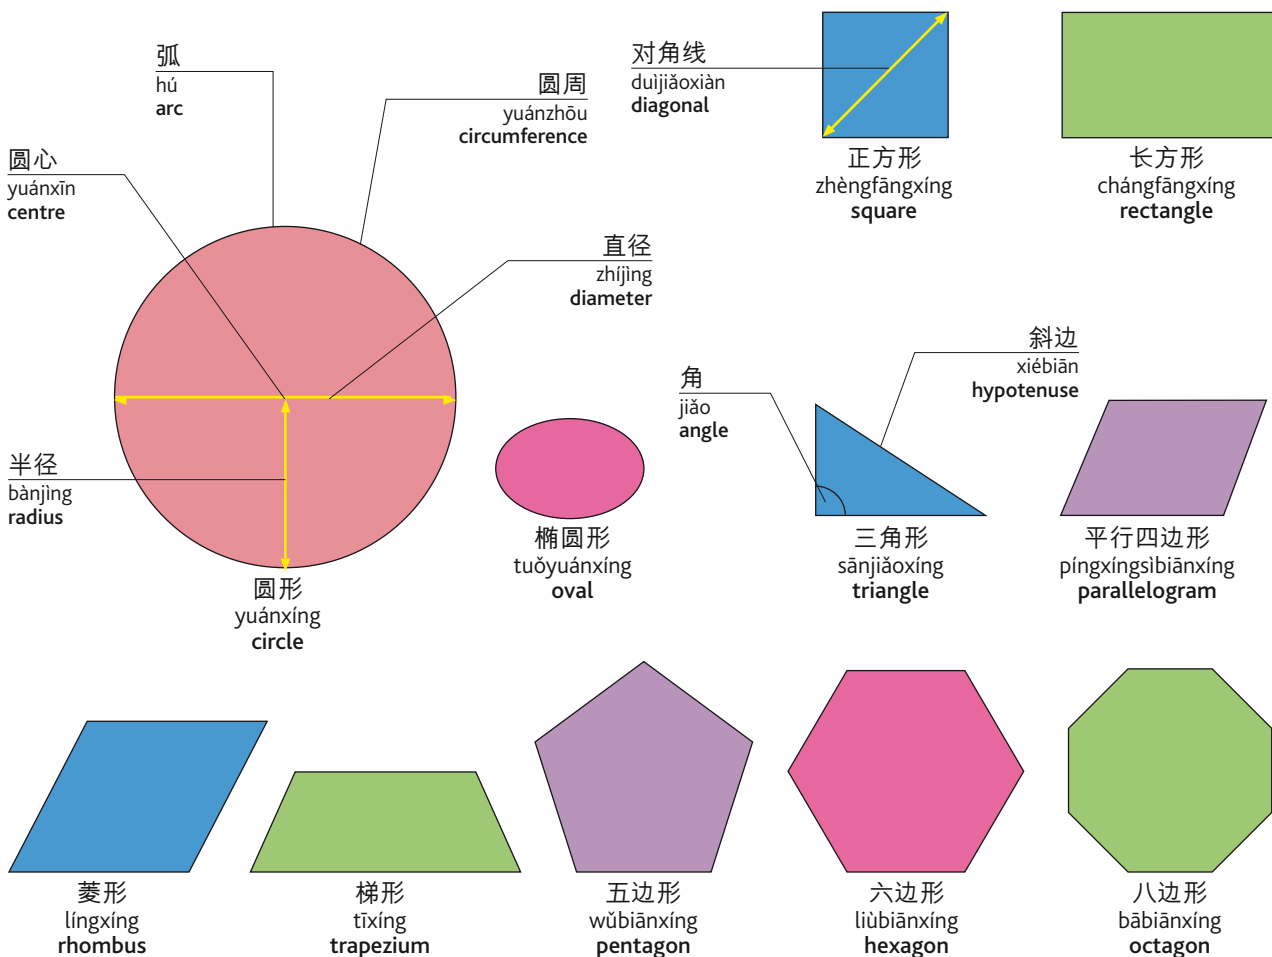 弧
hú
arc
圆周
yuánzhōu
circumference
圆心
yuánxīn
centre
直径
zhíjìng
diameter
半径
bànjìng
radius
圆形
yuánxíng
circle
对角线
duìjiǎoxiàn
diagonal
正方形
zhèngfāngxíng
square
长方形
chángfāngxíng
rectangle
椭圆形
tuǒyuánxíng
oval
角
jiǎo
angle
斜边
xiébiān
hypotenuse
三角形
sānjiǎoxíng
triangle
平行四边形
píngxíngsìbiānxíng
parallelogram
菱形
língxíng
rhombus
梯形
tīxíng
trapezium
五边形
wǔbiānxíng
pentagon
六边形
liùbiānxíng
hexagon
八边形
bābiānxíng
octagon